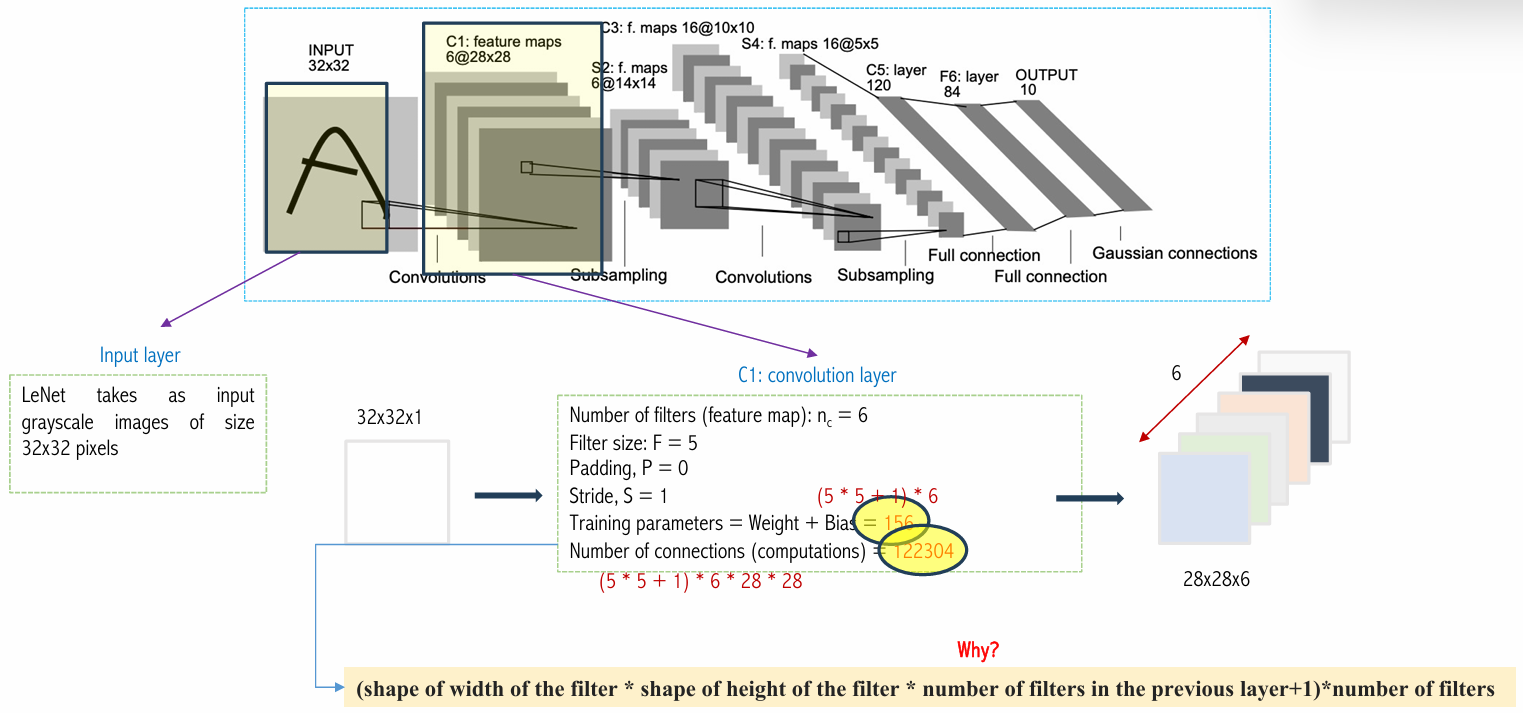 INPUT
32x32
C1: feature maps
6@28x28
C3: f. maps 16@10x10
S2: f. maps
6@14x14
S4: f. maps 16@5x5
C5: layer
120
F6: layer
84
OUTPUT
10
Convolutions
Subsampling
Convolutions
Subsampling
Full connection
Full connection
Gaussian connections
Input layer
LeNet takes as input
grayscale images of size
32x32 pixels
32x32x1
C1: convolution layer
Number of filters (feature map): nc = 6
Filter size: F = 5
Padding, P = 0
Stride, S = 1
(5 * 5 + 1) * 6
Training parameters = Weight + Bias = 156
Number of connections (computations) = 122304
(5 * 5 + 1) * 6 * 28 * 28
6
28x28x6
Why?
(shape of width of the filter * shape of height of the filter * number of filters in the previous layer+1)*number of filters